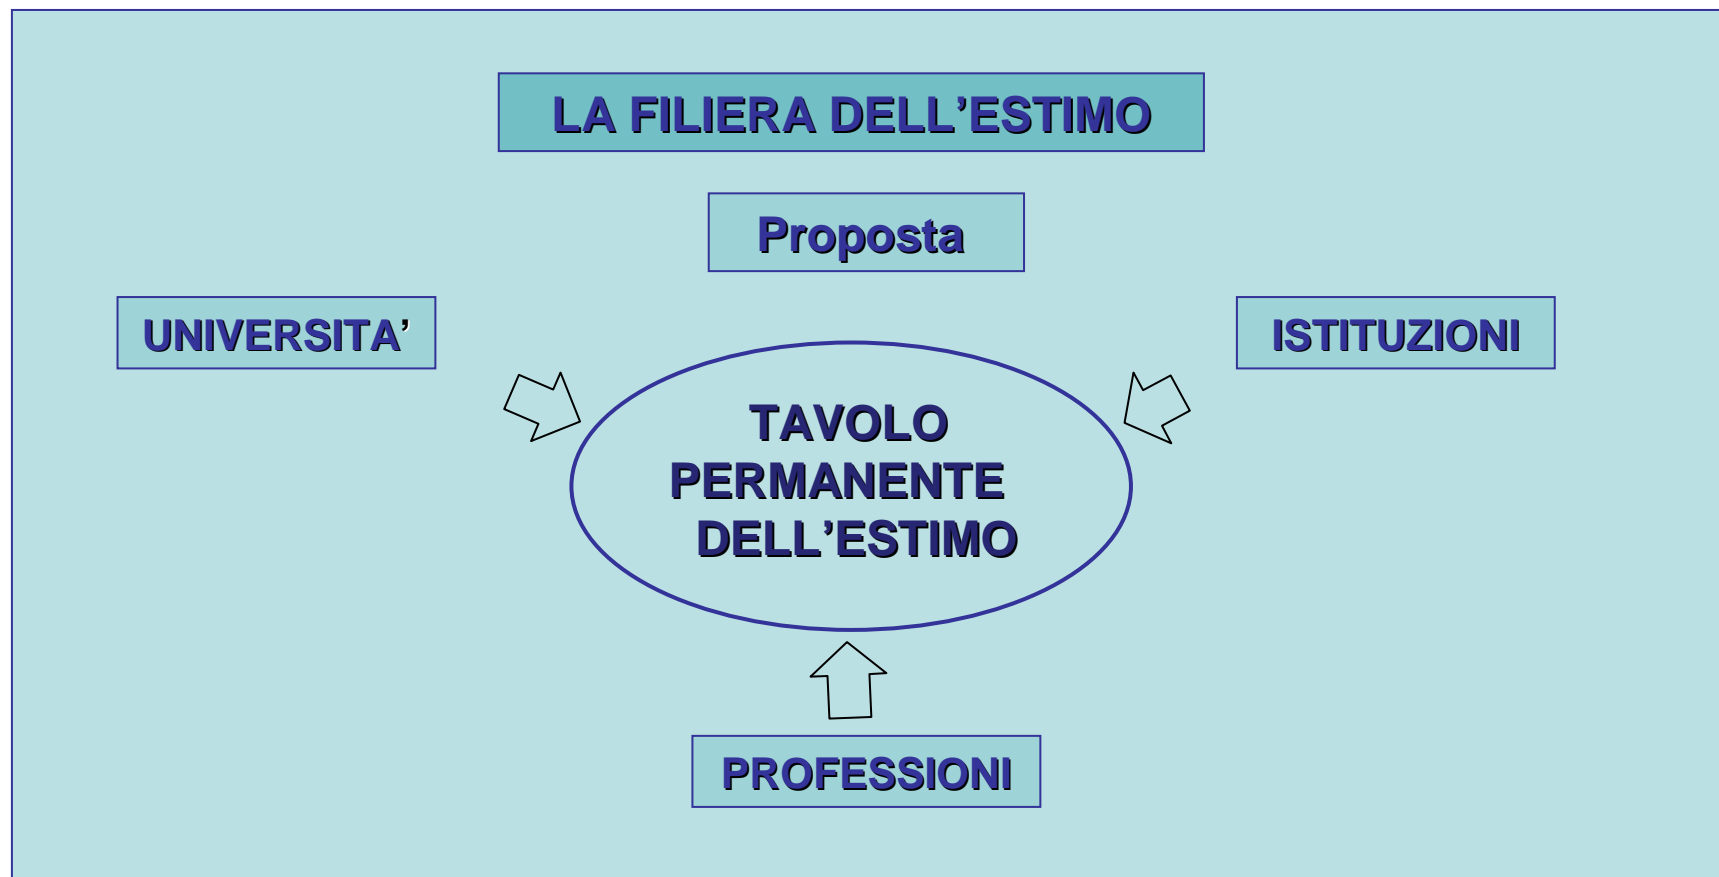 LA FILIERA DELL’ESTIMO
Proposta
UNIVERSITA’
ISTITUZIONI
TAVOLO
PERMANENTE
DELL’ESTIMO
PROFESSIONI